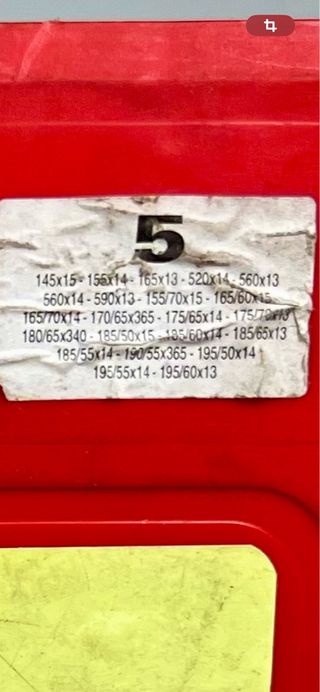 5
145x15 - 155x14 - 165x13 - 520x14 - 560x13
560x14 - 590x13 - 155/70x15 - 165/60x15
165/70x14 - 170/65x365 - 175/65x14 - 175/70x13
180/65x340 - 185/50x15 - 185/60x14 - 185/65x13
185/55x14 - 190/55x365 - 195/50x14
195/55x14 - 195/60x13